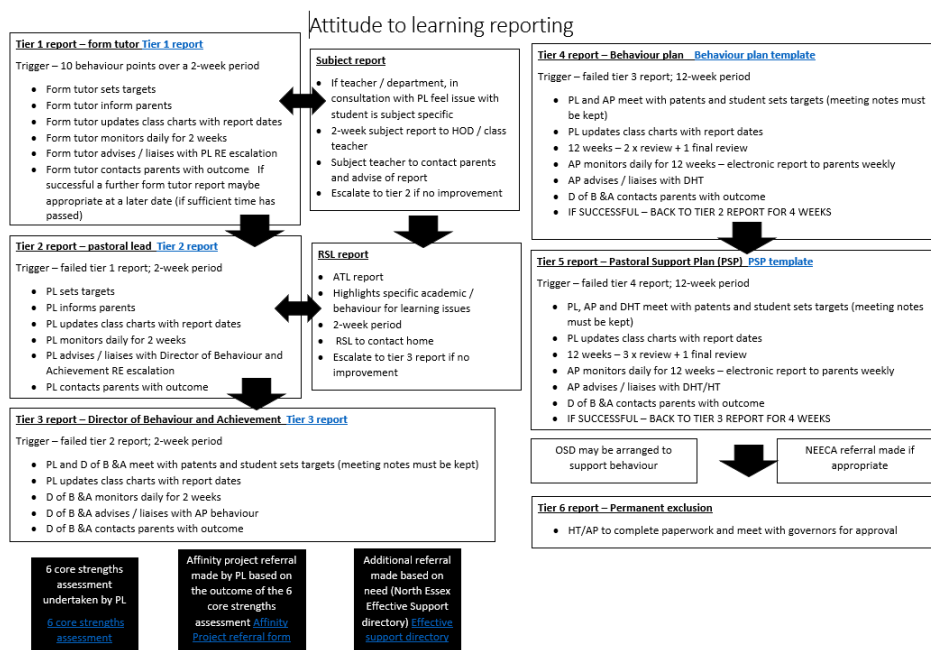 Attitude to learning reporting
Tier 1 report – form tutor Tier 1 report
Trigger – 10 behaviour points over a 2-week period
• Form tutor sets targets
• Form tutor inform parents
• Form tutor updates class charts with report dates
• Form tutor monitors daily for 2 weeks
• Form tutor advises / liaises with PL RE escalation
• Form tutor contacts parents with outcome If
successful a further form tutor report maybe
appropriate at a later date (if sufficient time has
passed)
Subject report
• If teacher / department, in
consultation with PL feel issue with
student is subject specific
• 2-week subject report to HOD / class
teacher
• Subject teacher to contact parents
and advise of report
• Escalate to tier 2 if no improvement
Tier 2 report – pastoral lead Tier 2 report
Trigger – failed tier 1 report; 2-week period
• PL sets targets
• PL informs parents
• PL updates class charts with report dates
• PL monitors daily for 2 weeks
• PL advises / liaises with Director of Behaviour and
Achievement RE escalation
• PL contacts parents with outcome
RSL report
• ATL report
• Highlights specific academic /
behaviour for learning issues
• 2-week period
• RSL to contact home
• Escalate to tier 3 report if no
improvement
Tier 3 report – Director of Behaviour and Achievement Tier 3 report
Trigger – failed tier 2 report; 2-week period
• PL and D of B &A meet with patents and student sets targets (meeting notes must be kept)
• PL updates class charts with report dates
• D of B &A monitors daily for 2 weeks
• D of B &A advises / liaises with AP behaviour
• D of B &A contacts parents with outcome
6 core strengths
assessment
undertaken by PL
6 core strengths
assessment
Affinity project referral
made by PL based on
the outcome of the 6
core strengths
assessment Affinity
Project referral form
Additional referral
made based on
need (North Essex
Effective Support
directory) Effective
support directory
Tier 4 report – Behaviour plan Behaviour plan template
Trigger – failed tier 3 report; 12-week period
• PL and AP meet with patents and student sets targets (meeting notes must
be kept)
• PL updates class charts with report dates
• 12 weeks – 2 x review + 1 final review
• AP monitors daily for 12 weeks – electronic report to parents weekly
• AP advises / liaises with DHT
• D of B &A contacts parents with outcome
• IF SUCCESSFUL – BACK TO TIER 2 REPORT FOR 4 WEEKS
Tier 5 report – Pastoral Support Plan (PSP) PSP template
Trigger – failed tier 4 report; 12-week period
• PL, AP and DHT meet with patents and student sets targets (meeting notes
must be kept)
• PL updates class charts with report dates
• 12 weeks – 3 x review + 1 final review
• AP monitors daily for 12 weeks – electronic report to parents weekly
• AP advises / liaises with DHT/HT
• D of B &A contacts parents with outcome
• IF SUCCESSFUL – BACK TO TIER 3 REPORT FOR 4 WEEKS
OSD may be arranged to
support behaviour
NEECA referral made if
appropriate
Tier 6 report – Permanent exclusion
• HT/AP to complete paperwork and meet with governors for approval